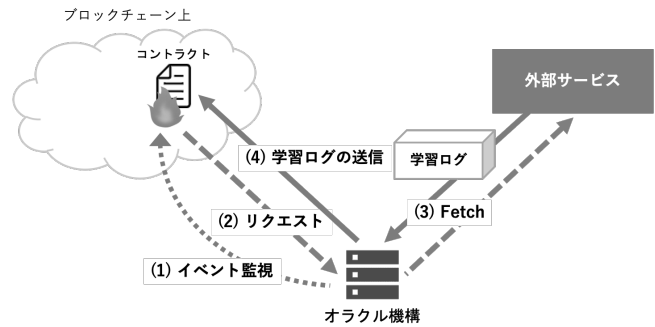 ブロックチェーン上
コントラクト
外部サービス
(4) 学習ログの送信
学習ログ
(3) Fetch
(2) リクエスト
(1) イベント監視
オラクル機構